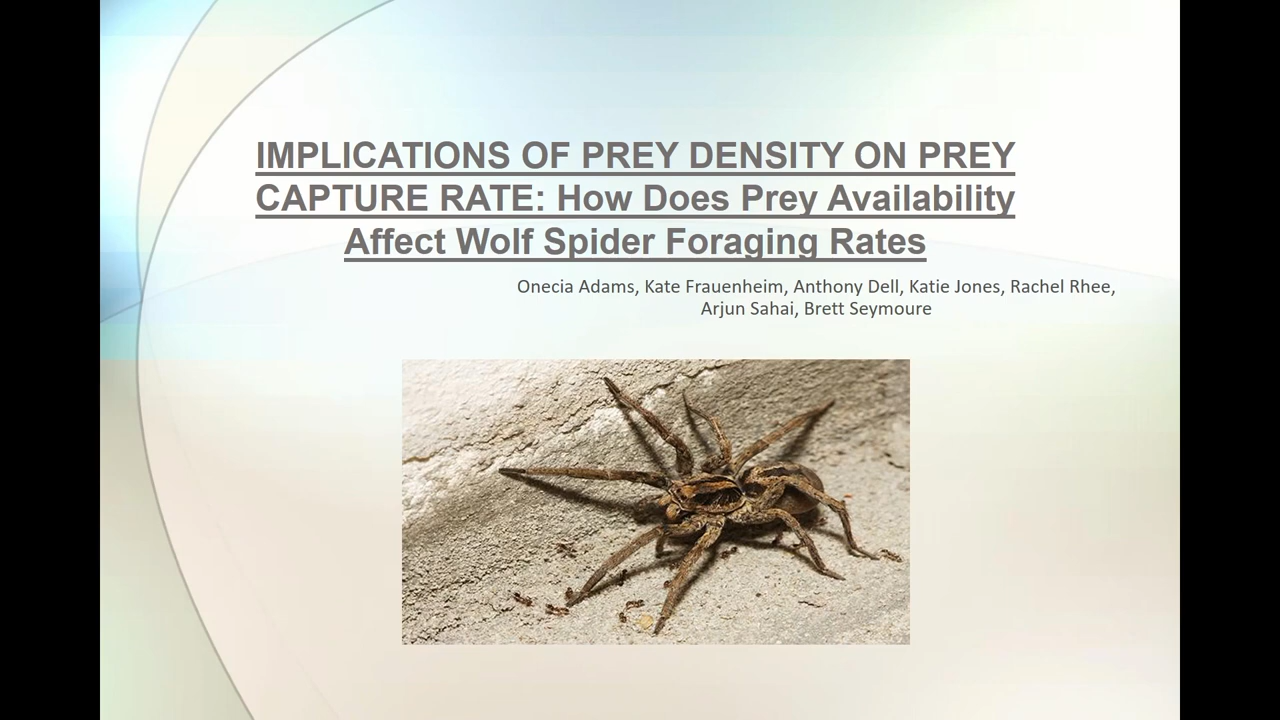 IMPLICATIONS OF PREY DENSITY ON PREY
CAPTURE RATE: How Does Prey Availability
Affect Wolf Spider Foraging Rates
Onecia Adams, Kate Frauenheim, Anthony Dell, Katie Jones, Rachel Rhee,
Arjun Sahai, Brett Seymoure